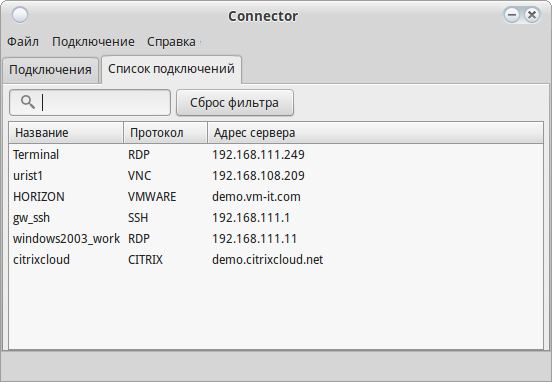 Connector
Файл Подключение Справка
Подключения Список подключений
Сброс фильтра
Название Протокол Адрес сервера
Terminal RDP 192.168.111.249
urist1 VNC 192.168.108.209
HORIZON VMWARE demo.vm-it.com
gw_ssh SSH 192.168.111.1
windows2003_work RDP 192.168.111.11
citrixcloud CITRIX demo.citrixcloud.net